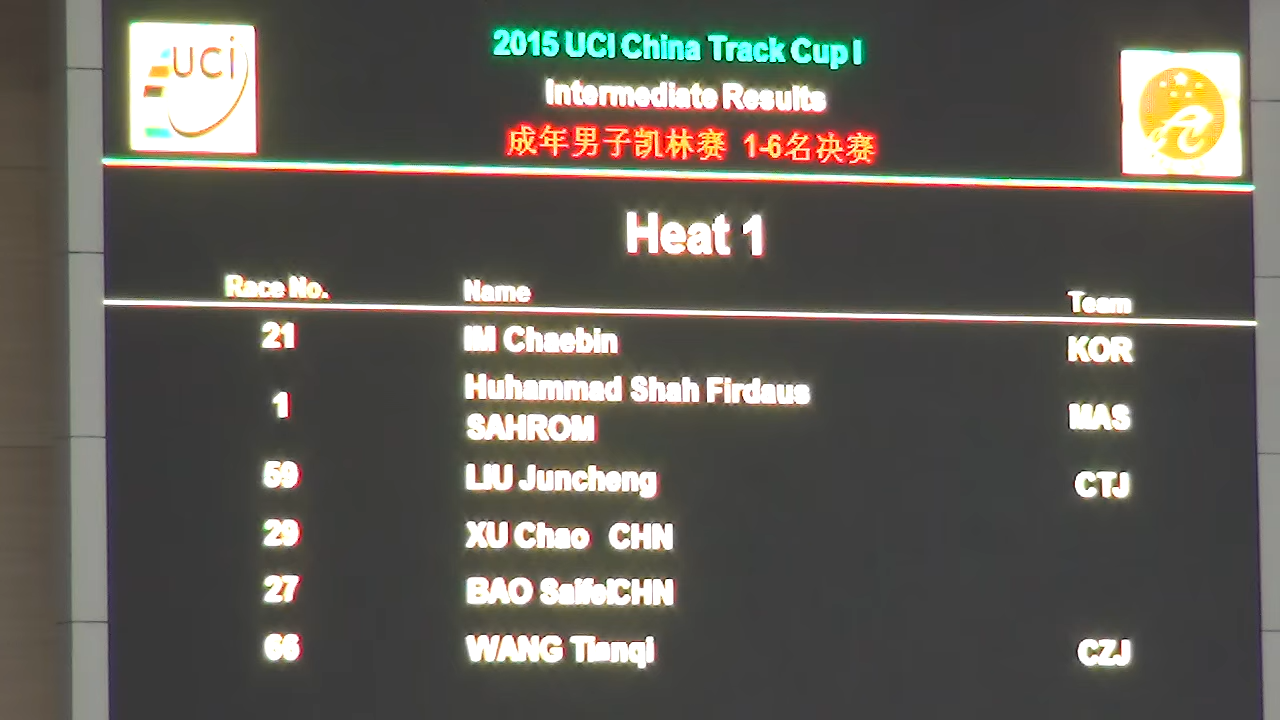 UCi
2015 UCI China Track Cup I
Intermediate Results
成年男子凯林赛 1-6名决赛
Heat 1
Race No. Name Team
21 IM Chaebin KOR
1 Huhammad Shah Firdaus SAHROM MAS
59 LIU Juncheng CTJ
29 XU Chao CHN
27 BAO SaifeiCHN
66 WANG Tianqi CZJ